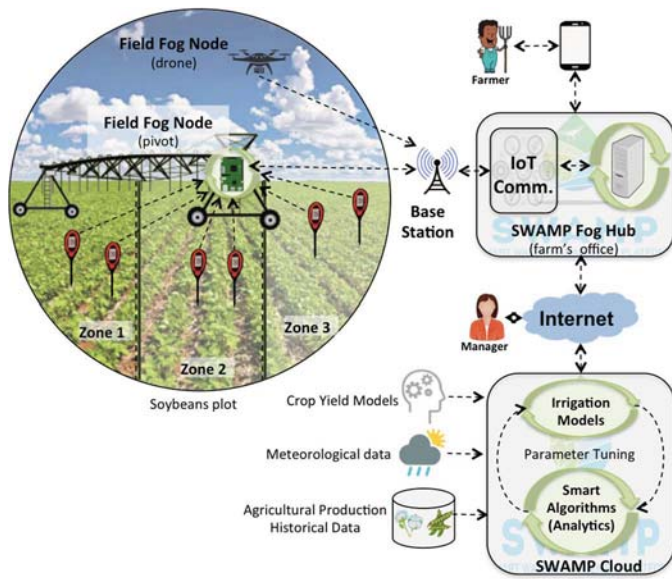 Field Fog Node
(drone)
Field Fog Node
(pivot)
Zone 1
Zone 2
Zone 3
Soybeans plot
Farmer
Base
Station
IoT
Comm.
SWAMP
SWAMP Fog Hub
(farm's office)
Internet
Manager
Crop Yield Models
Meteorological data
Agricultural Production
Historical Data
Irrigation
Models
Parameter Tuning
Smart
Algorithms
(Analytics)
SWAMP
SWAMP Cloud